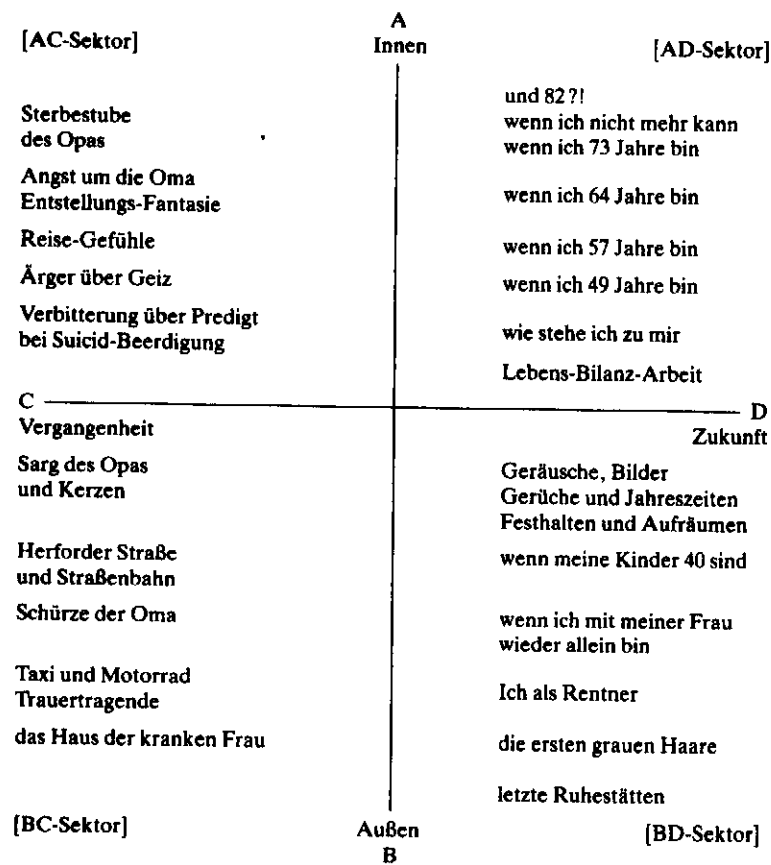 A
[AC-Sektor]
Innen
[AD-Sektor]
Sterbestube
des Opas
Angst um die Oma
Entstellungs-Fantasie
Reise-Gefühle
Ärger über Geiz
Verbitterung über Predigt
bei Suicid-Beerdigung
und 82?!
wenn ich nicht mehr kann
wenn ich 73 Jahre bin
wenn ich 64 Jahre bin
wenn ich 57 Jahre bin
wenn ich 49 Jahre bin
wie stehe ich zu mir
Lebens-Bilanz-Arbeit
C
D
Vergangenheit
Zukunft
Sarg des Opas
und Kerzen
Herforder Straße
und Straßenbahn
Schürze der Oma
Taxi und Motorrad
Trauertragende
das Haus der kranken Frau
Geräusche, Bilder
Gerüche und Jahreszeiten
Festhalten und Aufräumen
wenn meine Kinder 40 sind
wenn ich mit meiner Frau
wieder allein bin
Ich als Rentner
die ersten grauen Haare
letzte Ruhestätten
[BC-Sektor]
Außen
[BD-Sektor]
B